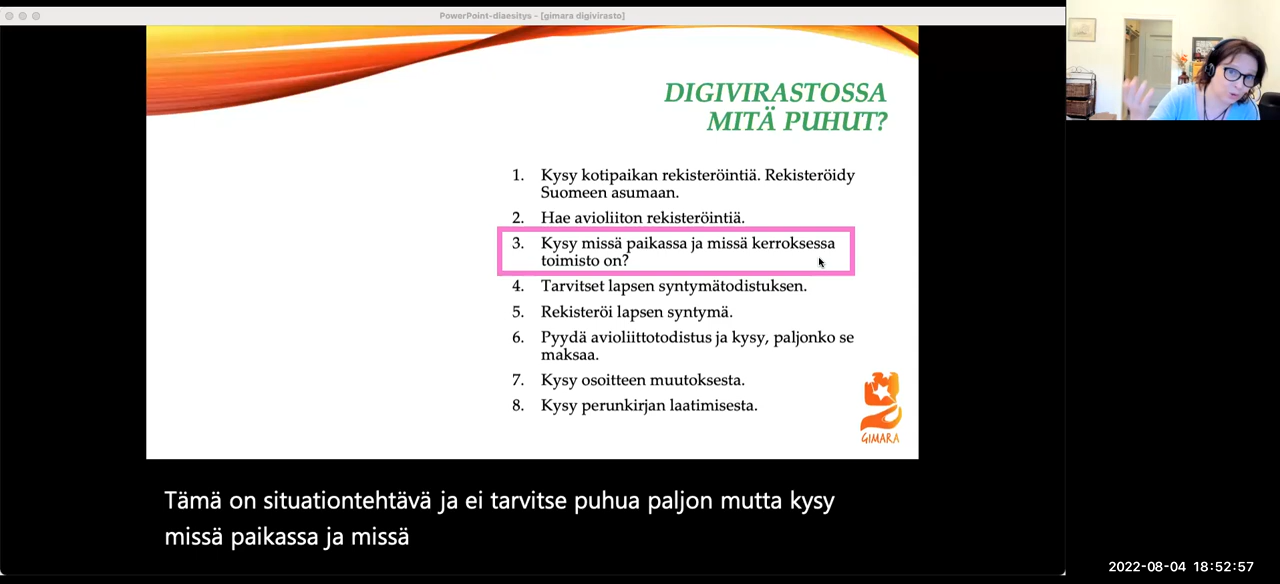 PowerPoint-diaesitys - [gimara digivirasto]
DIGIVIRASTOSSA
MITÄ PUHUT?
1. Kysy kotipaikan rekisteröintiä. Rekisteröidy
Suomeen asumaan.
2. Hae avioliiton rekisteröintiä.
3. Kysy missä paikassa ja missä kerroksessa
toimisto on?
4. Tarvitset lapsen syntymätodistuksen.
5. Rekisteröi lapsen syntymä.
6. Pyydä avioliittotodistus ja kysy, paljonko se
maksaa.
7. Kysy osoitteen muutoksesta.
8. Kysy perunkirjan laatimisesta.
GIMARA
Tämä on situationtehtävä ja ei tarvitse puhua paljon mutta kysy
missä paikassa ja missä
2022-08-04 18:52:57